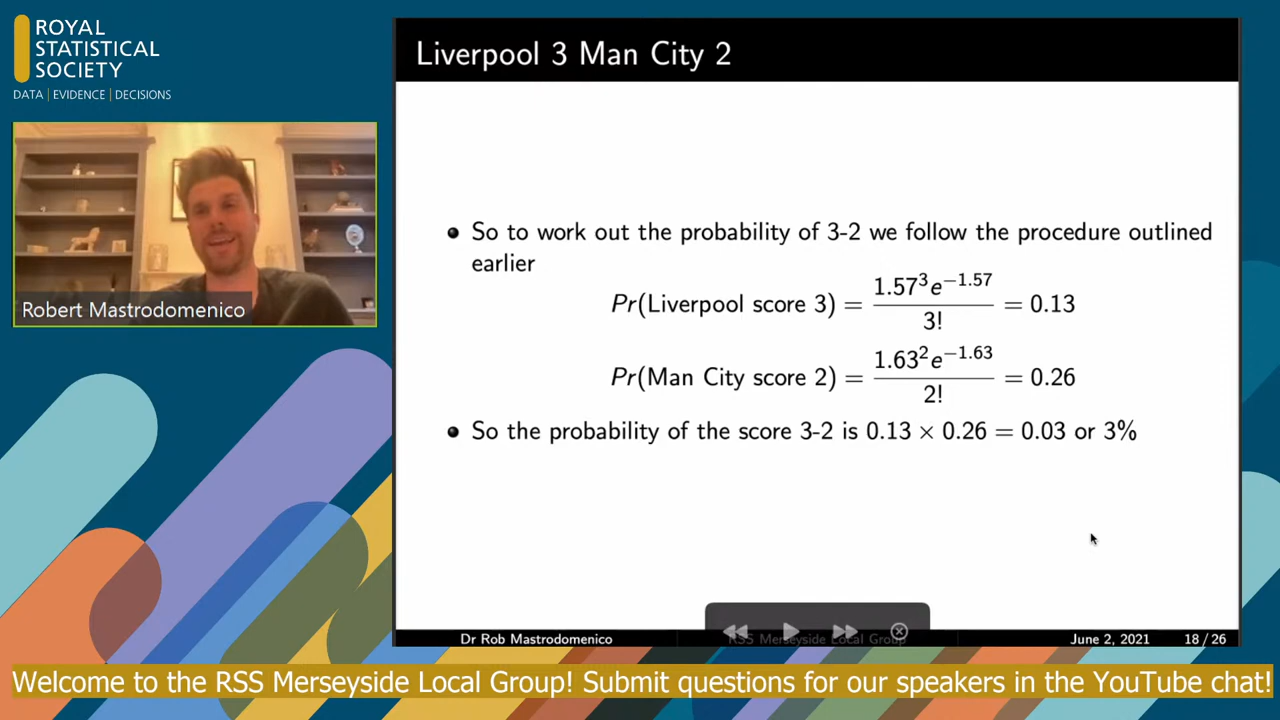 ROYAL
STATISTICAL
SOCIETY
DATA | EVIDENCE | DECISIONS
Robert Mastrodomenico
Liverpool 3 Man City 2
• So to work out the probability of 3-2 we follow the procedure outlined
earlier
Pr(Liverpool score 3) = 1.57³e^−1.57 / 3! = 0.13
Pr(Man City score 2) = 1.63²e^−1.63 / 2! = 0.26
• So the probability of the score 3-2 is 0.13 × 0.26 = 0.03 or 3%
Dr Rob Mastrodomenico RSS Merseyside Local Group June 2, 2021 18 / 26
Welcome to the RSS Merseyside Local Group! Submit questions for our speakers in the YouTube chat!